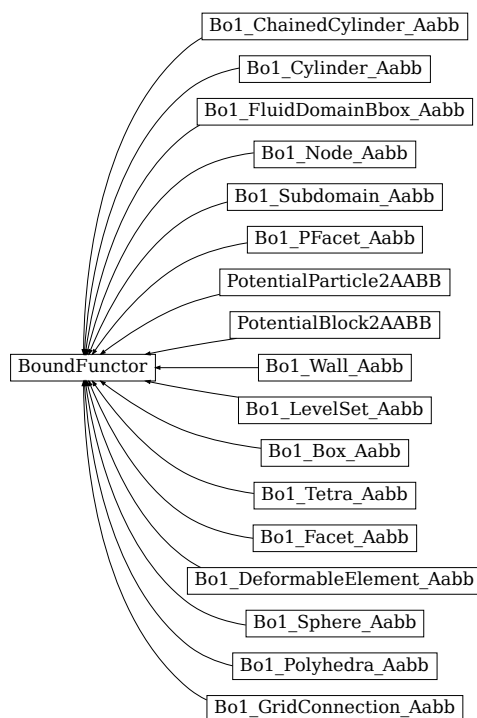 Bo1_ChainedCylinder_Aabb
Bo1_Cylinder_Aabb
Bo1_FluidDomainBbox_Aabb
Bo1_Node_Aabb
Bo1_Subdomain_Aabb
Bo1_PFacet_Aabb
PotentialParticle2AABB
PotentialBlock2AABB
BoundFunctor
Bo1_Wall_Aabb
Bo1_LevelSet_Aabb
Bo1_Box_Aabb
Bo1_Tetra_Aabb
Bo1_Facet_Aabb
Bo1_DeformableElement_Aabb
Bo1_Sphere_Aabb
Bo1_Polyhedra_Aabb
Bo1_GridConnection_Aabb